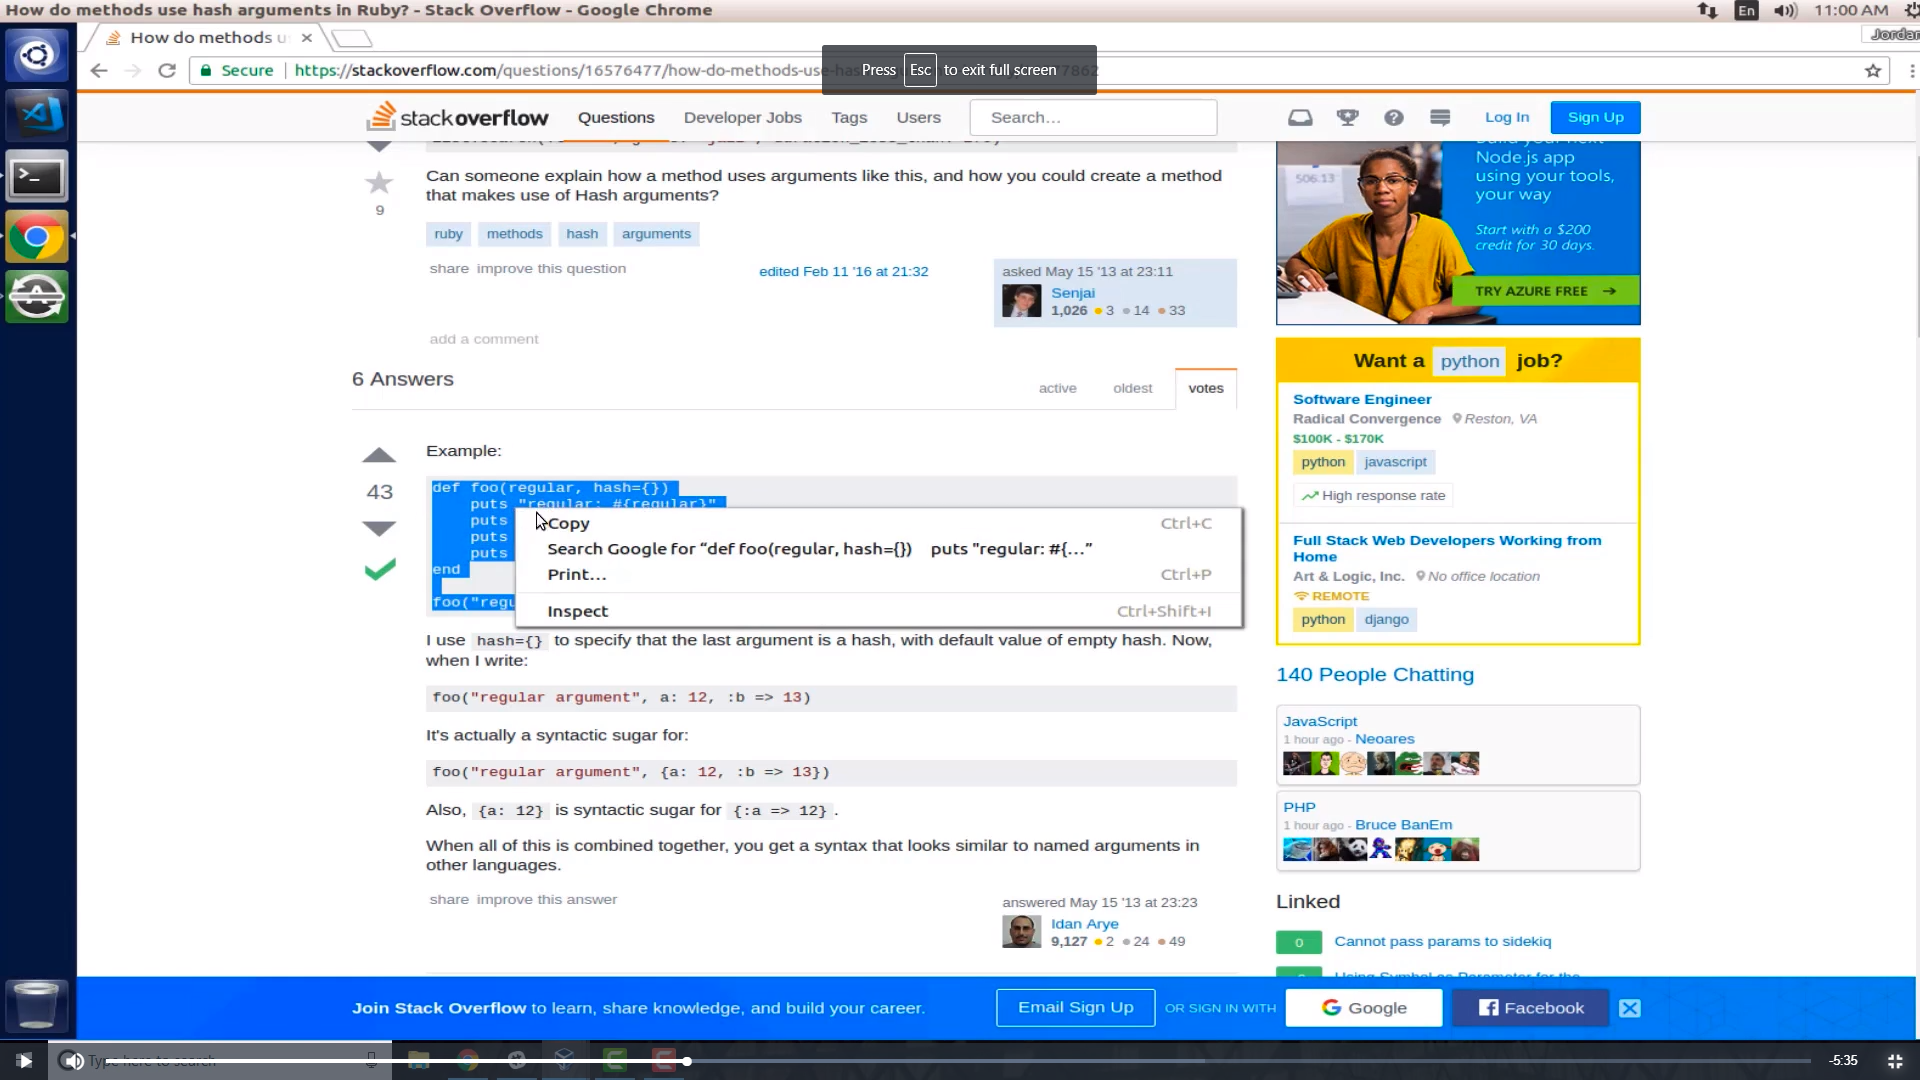 How do methods use hash arguments in Ruby? - Stack Overflow - Google Chrome
En
11:00 AM
How do methods u
Jordan
Secure
https://stackoverflow.com/questions/16576477/how-do-methods-use-has
Press Esc to exit full screen
stackoverflow
Questions
Developer Jobs
Tags
Users
Search...
Log In
Sign Up
Can someone explain how a method uses arguments like this, and how you could create a method
that makes use of Hash arguments?
9
ruby methods hash arguments
share improve this question
edited Feb 11 '16 at 21:32
asked May 15 '13 at 23:11
Senjai
1,026 3 14 33
add a comment
6 Answers
active oldest votes
Example:
43
def foo(regular, hash={})
puts "regular: #{regular}"
puts
puts
puts
end
foo("regu
Copy Ctrl+C
Search Google for “def foo(regular, hash={}) puts "regular: #{...”
Print... Ctrl+P
Inspect Ctrl+Shift+I
I use hash={} to specify that the last argument is a hash, with default value of empty hash. Now,
when I write:
foo("regular argument", a: 12, :b => 13)
It's actually a syntactic sugar for:
foo("regular argument", {a: 12, :b => 13})
Also, {a: 12} is syntactic sugar for {:a => 12} .
When all of this is combined together, you get a syntax that looks similar to named arguments in
other languages.
share improve this answer
answered May 15 '13 at 23:23
Idan Arye
9,127 2 24 49
506.13
Build your next
Node.js app
using your tools,
your way
Start with a $200
credit for 30 days.
TRY AZURE FREE
Want a python job?
Software Engineer
Radical Convergence Reston, VA
$100K - $170K
python javascript
High response rate
Full Stack Web Developers Working from
Home
Art & Logic, Inc. No office location
REMOTE
python django
140 People Chatting
JavaScript
1 hour ago - Neoares
PHP
1 hour ago - Bruce BanEm
Linked
0 Cannot pass params to sidekiq
Using Symbol as Parameter for the
Join Stack Overflow to learn, share knowledge, and build your career.
Email Sign Up
OR SIGN IN WITH
Google
Facebook
Type here to search
-5:35